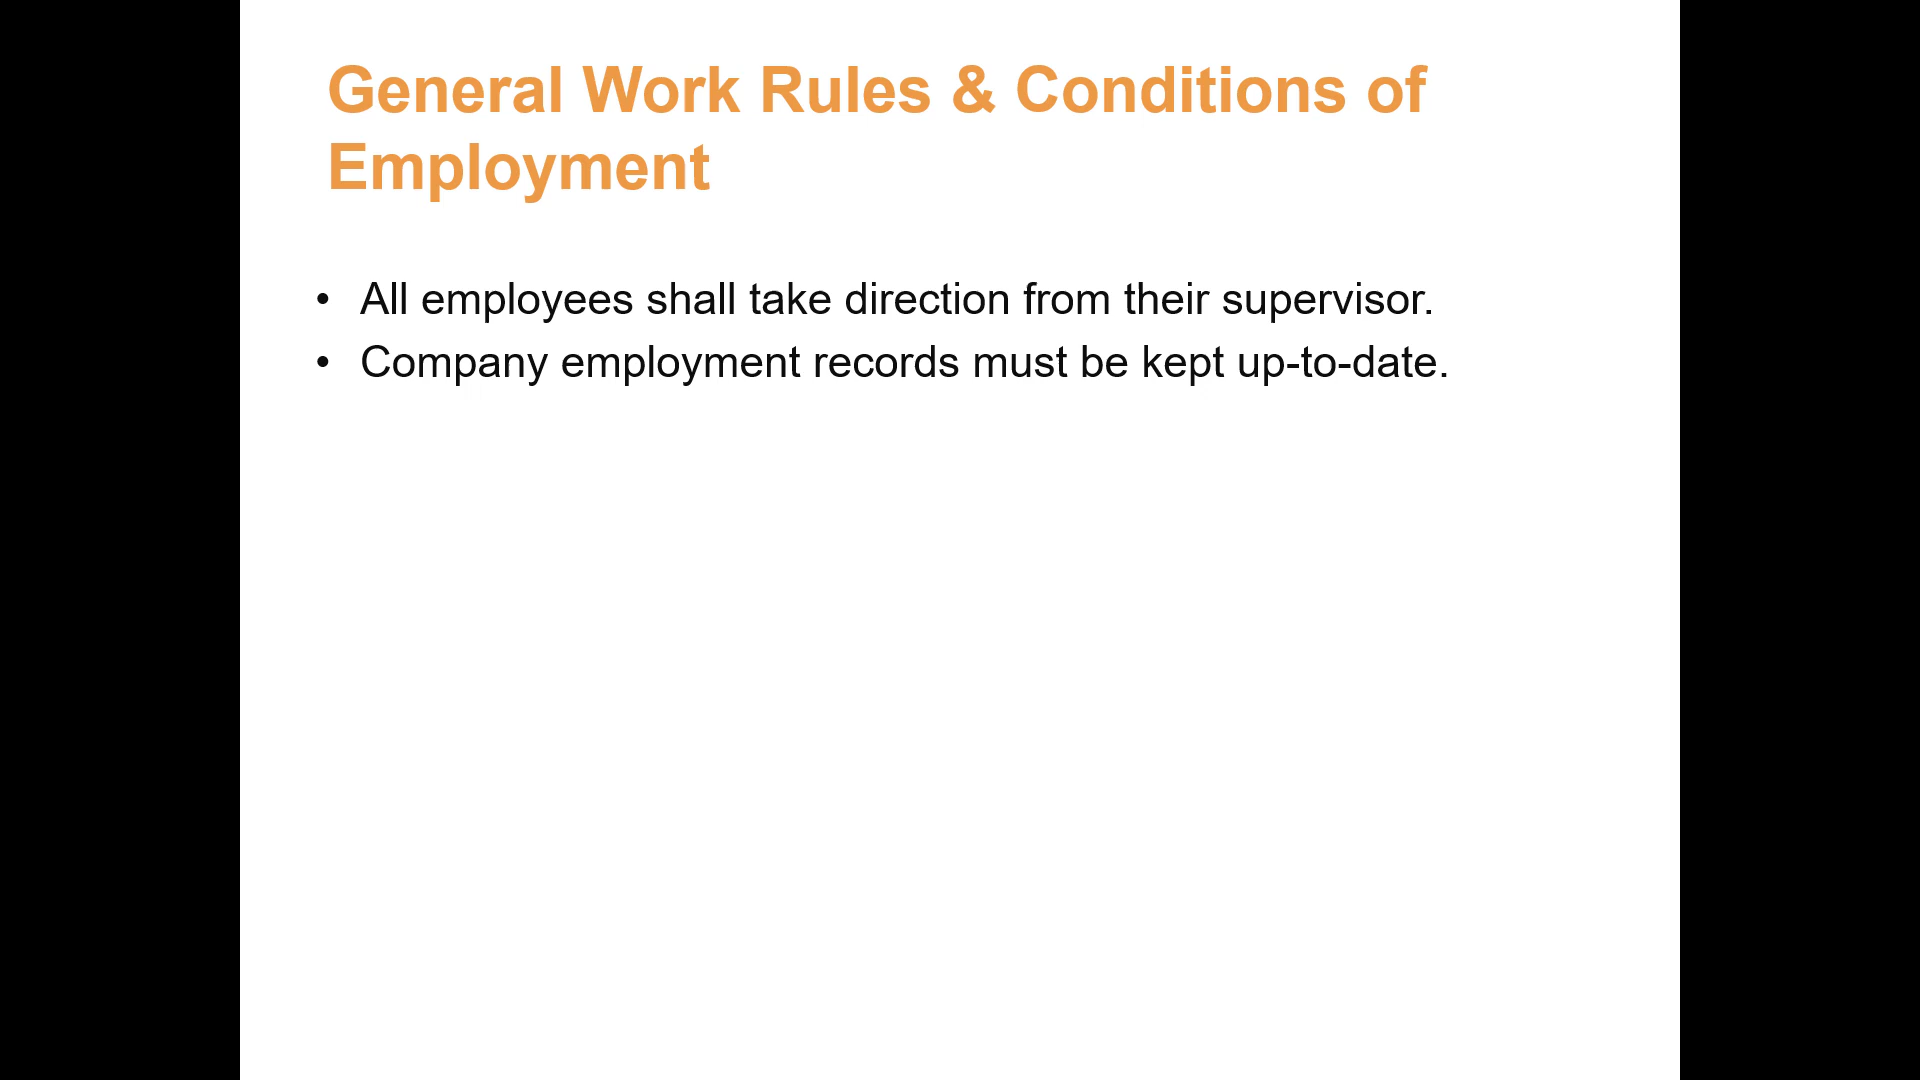 General Work Rules & Conditions of
Employment
• All employees shall take direction from their supervisor.
• Company employment records must be kept up-to-date.